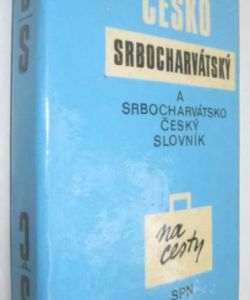 ČESKO
SRBOCHARVÁTSKÝ
A
SRBOCHARVÁTSKO
ČESKÝ
SLOVNÍK
na
cesty
SPN